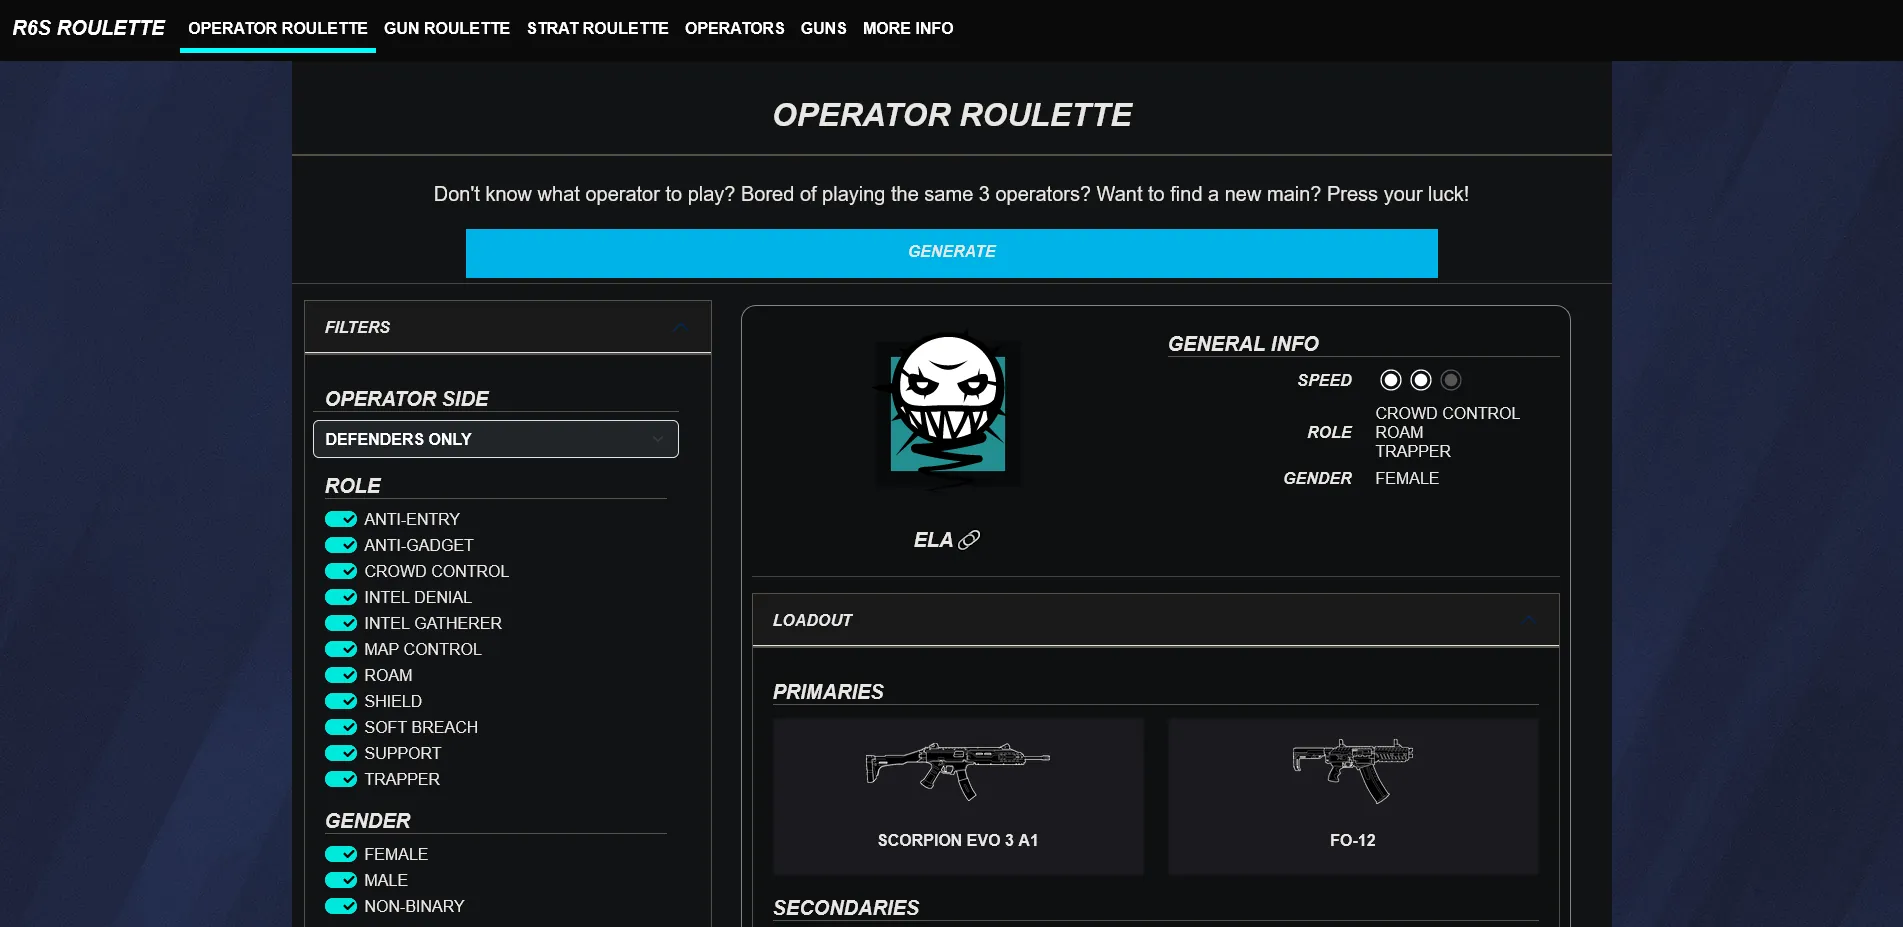 R6S ROULETTE OPERATOR ROULETTE GUN ROULETTE STRAT ROULETTE OPERATORS GUNS MORE INFO
OPERATOR ROULETTE
Don't know what operator to play? Bored of playing the same 3 operators? Want to find a new main? Press your luck!
GENERATE
FILTERS
OPERATOR SIDE
DEFENDERS ONLY
ROLE
ANTI-ENTRY
ANTI-GADGET
CROWD CONTROL
INTEL DENIAL
INTEL GATHERER
MAP CONTROL
ROAM
SHIELD
SOFT BREACH
SUPPORT
TRAPPER
GENDER
FEMALE
MALE
NON-BINARY
ELA
GENERAL INFO
SPEED
ROLE CROWD CONTROL
ROAM
TRAPPER
GENDER FEMALE
LOADOUT
PRIMARIES
SCORPION EVO 3 A1
FO-12
SECONDARIES